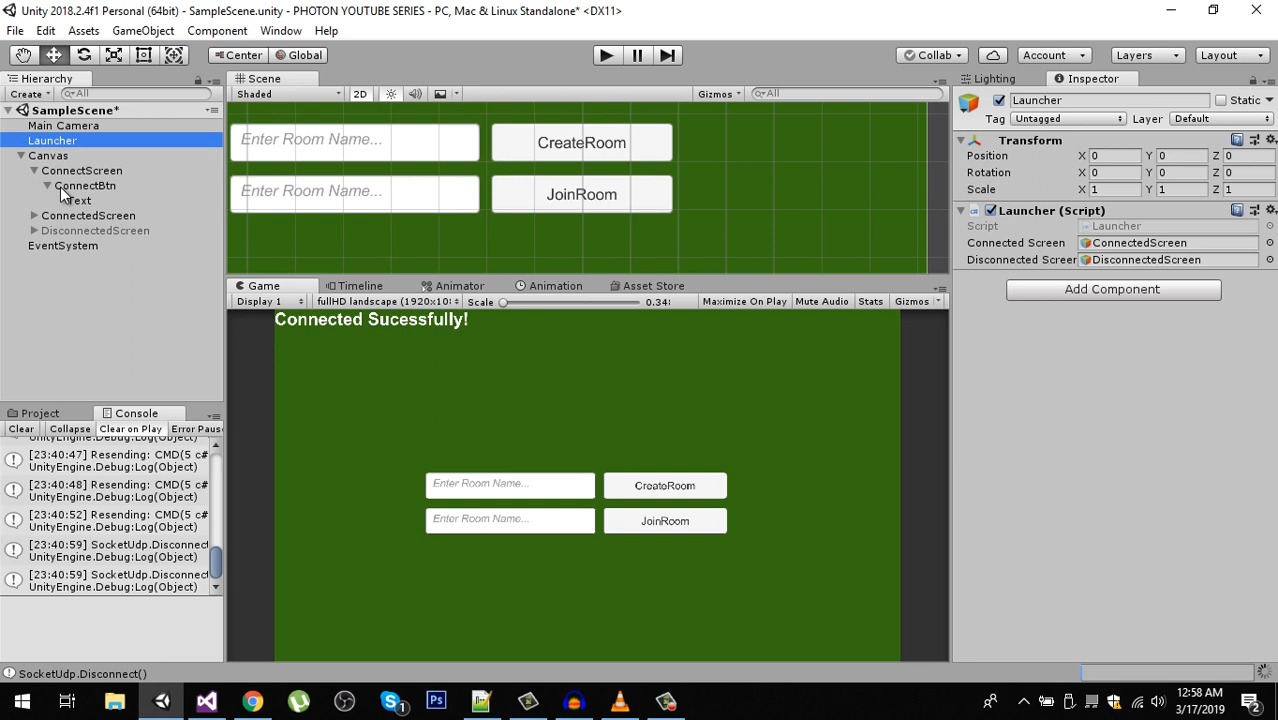 Unity 2018.2.4f1 Personal (64bit) - SampleScene.unity - PHOTON YOUTUBE SERIES - PC, Mac & Linux Standalone* <DX11>
File Edit Assets GameObject Component Window Help
Center Global Collab Account Layers Layout
Hierarchy
Create All
SampleScene*
Main Camera
Launcher
Canvas
ConnectScreen
ConnectBtn
Text
ConnectedScreen
DisconnectedScreen
EventSystem
Scene
Shaded 2D Gizmos All
Enter Room Name... CreateRoom
Enter Room Name... JoinRoom
Game Timeline Animator Animation Asset Store
Display 1 fullHD landscape (1920x10 Scale 0.34 Maximize On Play Mute Audio Stats Gizmos
Connected Sucessfully!
Enter Room Name... CreateRoom
Enter Room Name... JoinRoom
Lighting Inspector
Launcher Static
Tag Untagged Layer Default
Transform
Position X 0 Y 0 Z 0
Rotation X 0 Y 0 Z 0
Scale X 1 Y 1 Z 1
Launcher (Script)
Script Launcher
Connected Screen ConnectedScreen
Disconnected Screen DisconnectedScreen
Add Component
Project Console
Clear Collapse Clear on Play Error Paus
UnityEngine.Debug:Log(Object)
[23:40:47] Resending: CMD(5 c#
UnityEngine.Debug:Log(Object)
[23:40:48] Resending: CMD(5 c#
UnityEngine.Debug:Log(Object)
[23:40:52] Resending: CMD(5 c#
UnityEngine.Debug:Log(Object)
[23:40:59] SocketUdp.Disconnect
UnityEngine.Debug:Log(Object)
[23:40:59] SocketUdp.Disconnect
UnityEngine.Debug:Log(Object)
SocketUdp.Disconnect()
12:58 AM
3/17/2019